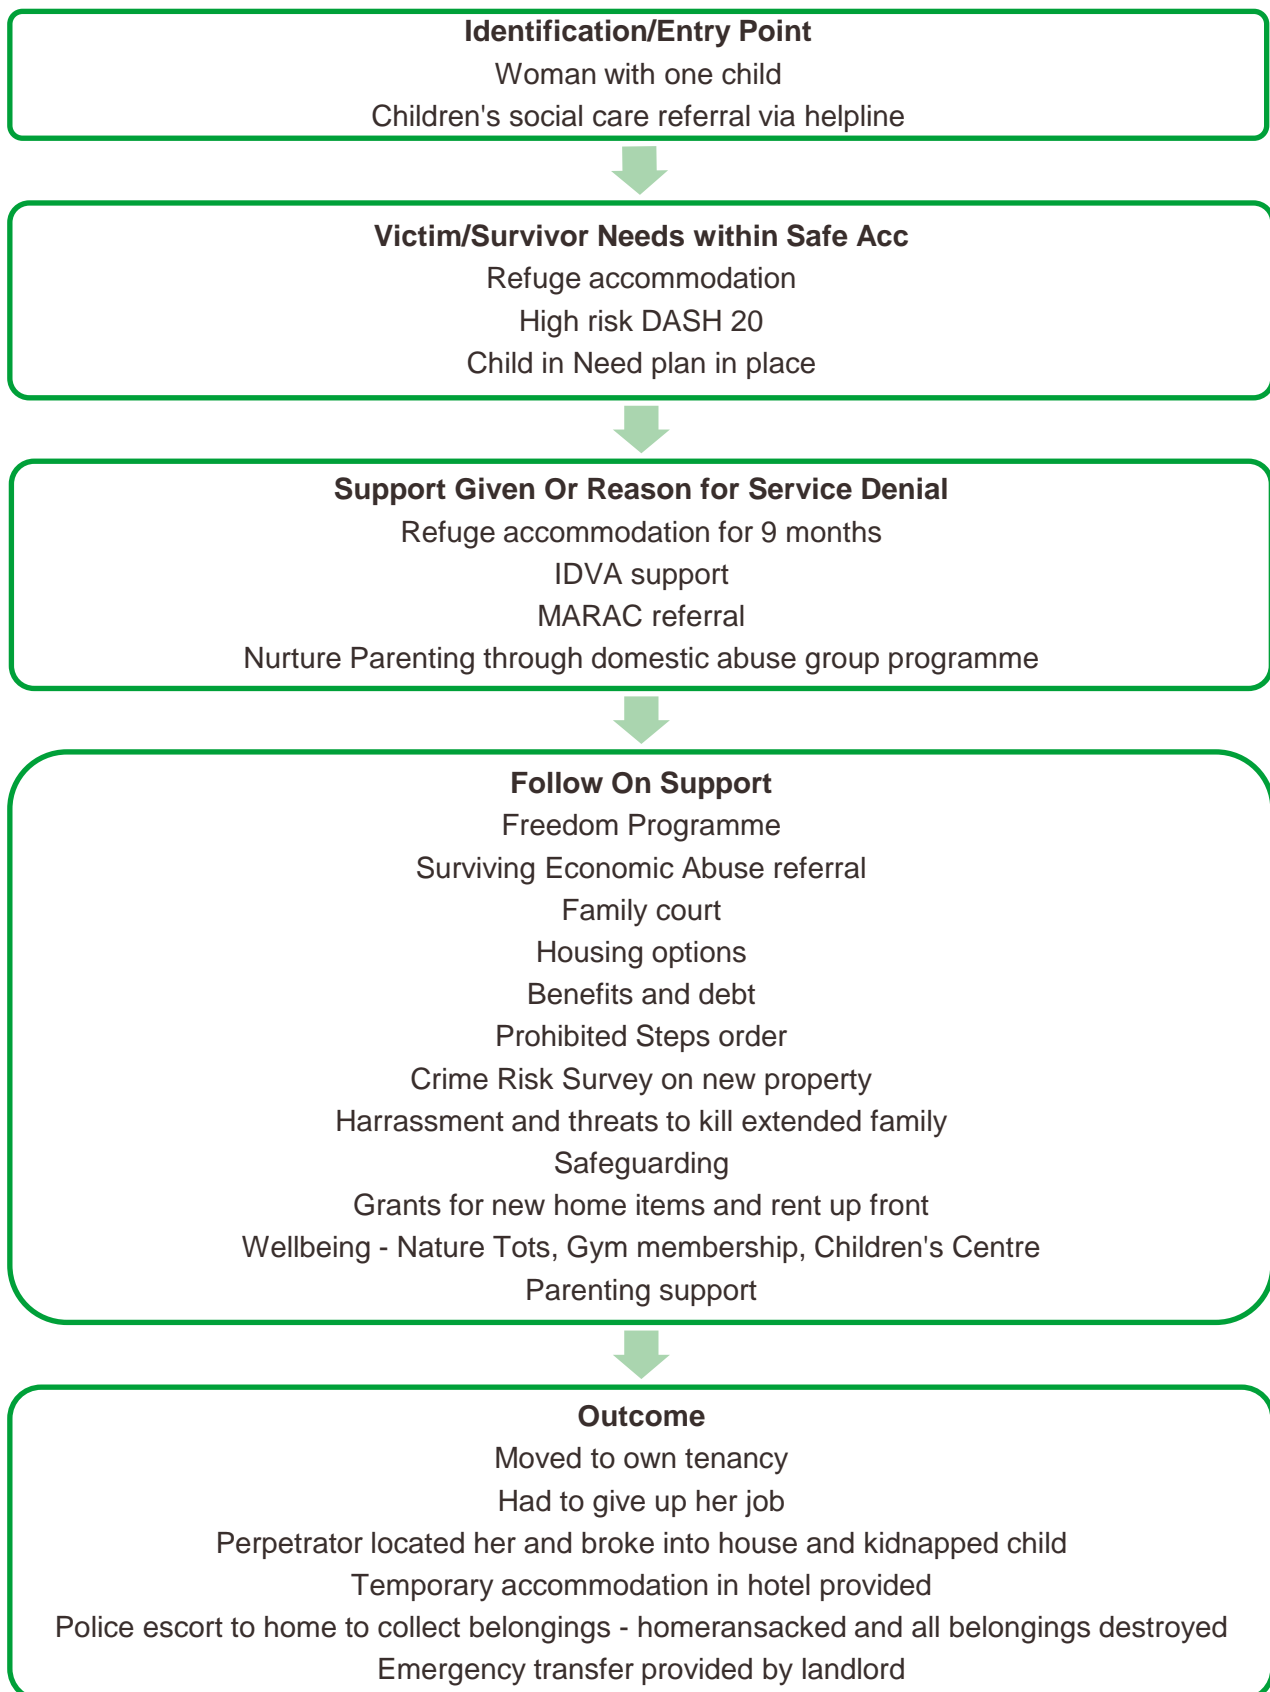 Identification/Entry Point
Woman with one child
Children's social care referral via helpline
Victim/Survivor Needs within Safe Acc
Refuge accommodation
High risk DASH 20
Child in Need plan in place
Support Given Or Reason for Service Denial
Refuge accommodation for 9 months
IDVA support
MARAC referral
Nurture Parenting through domestic abuse group programme
Follow On Support
Freedom Programme
Surviving Economic Abuse referral
Family court
Housing options
Benefits and debt
Prohibited Steps order
Crime Risk Survey on new property
Harrassment and threats to kill extended family
Safeguarding
Grants for new home items and rent up front
Wellbeing - Nature Tots, Gym membership, Children's Centre
Parenting support
Outcome
Moved to own tenancy
Had to give up her job
Perpetrator located her and broke into house and kidnapped child
Temporary accommodation in hotel provided
Police escort to home to collect belongings - homeransacked and all belongings destroyed
Emergency transfer provided by landlord